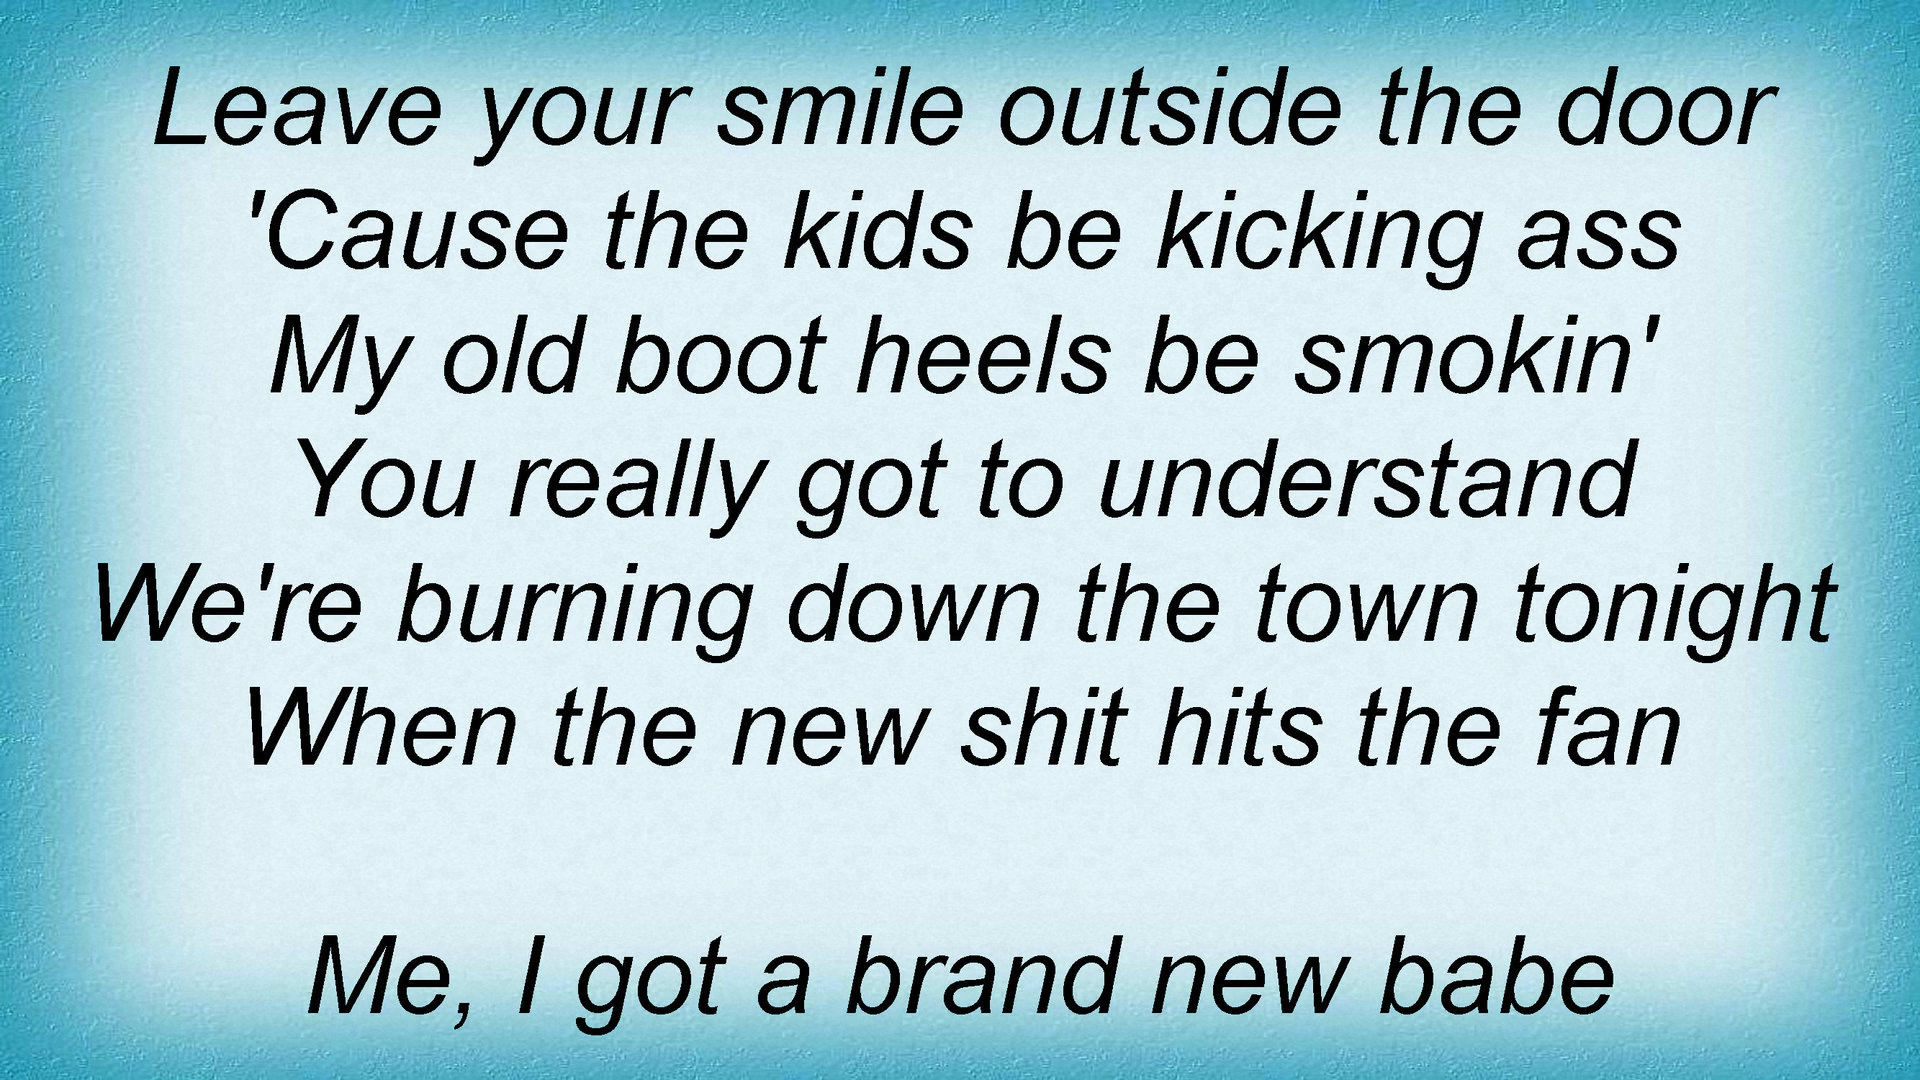 Leave your smile outside the door
'Cause the kids be kicking ass
My old boot heels be smokin'
You really got to understand
We're burning down the town tonight
When the new shit hits the fan
Me, I got a brand new babe